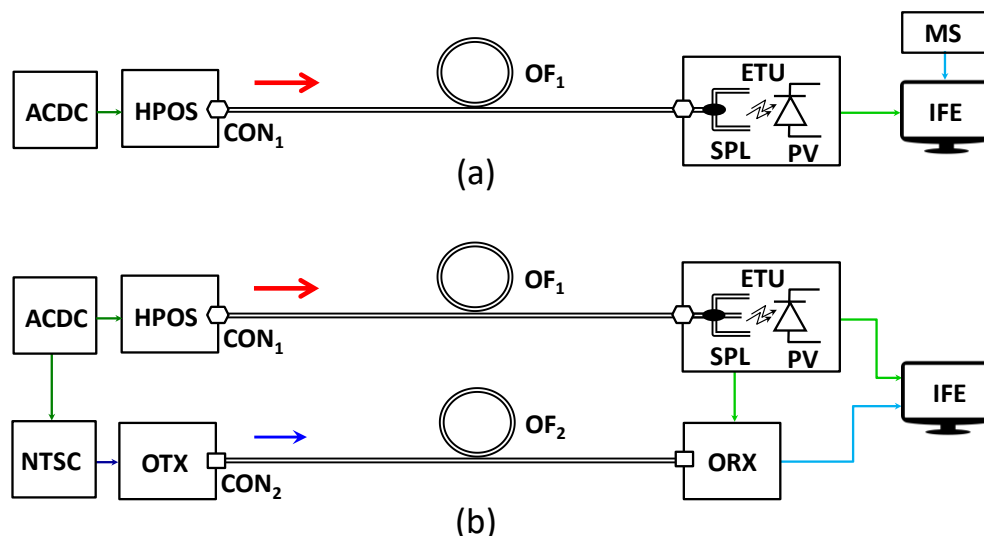 MS
ACDC HPOS CON₁ OF₁ ETU SPL PV IFE
(a)
ACDC HPOS CON₁ OF₁ ETU SPL PV
IFE
NTSC OTX CON₂ OF₂ ORX
(b)